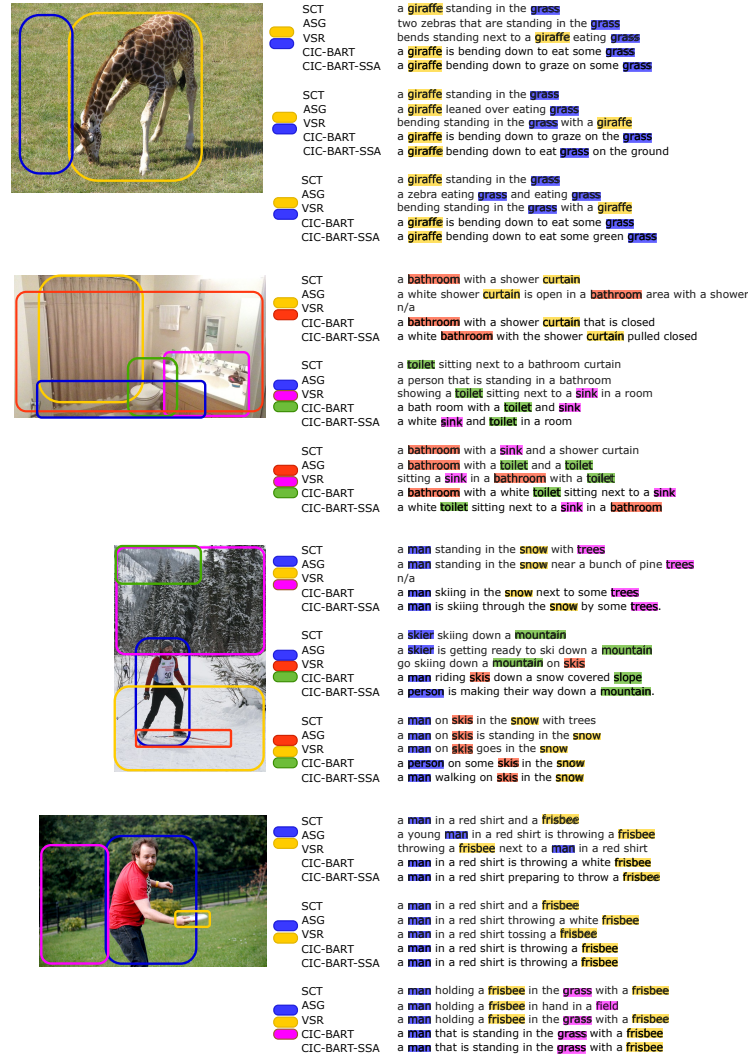 SCT a giraffe standing in the grass
ASG two zebras that are standing in the grass
VSR bends standing next to a giraffe eating grass
CIC-BART a giraffe is bending down to eat some grass
CIC-BART-SSA a giraffe bending down to graze on some grass
SCT a giraffe standing in the grass
ASG a giraffe leaned over eating grass
VSR bending standing in the grass with a giraffe
CIC-BART a giraffe is bending down to graze on the grass
CIC-BART-SSA a giraffe bending down to eat grass on the ground
SCT a giraffe standing in the grass
ASG a zebra eating grass and eating grass
VSR bending standing in the grass with a giraffe
CIC-BART a giraffe is bending down to eat some grass
CIC-BART-SSA a giraffe bending down to eat some green grass
SCT a bathroom with a shower curtain
ASG a white shower curtain is open in a bathroom area with a shower
VSR n/a
CIC-BART a bathroom with a shower curtain that is closed
CIC-BART-SSA a white bathroom with the shower curtain pulled closed
SCT a toilet sitting next to a bathroom curtain
ASG a person that is standing in a bathroom
VSR showing a toilet sitting next to a sink in a room
CIC-BART a bath room with a toilet and sink
CIC-BART-SSA a white sink and toilet in a room
SCT a bathroom with a sink and a shower curtain
ASG a bathroom with a toilet and a toilet
VSR sitting a sink in a bathroom with a toilet
CIC-BART a bathroom with a white toilet sitting next to a sink
CIC-BART-SSA a white toilet sitting next to a sink in a bathroom
SCT a man standing in the snow with trees
ASG a man standing in the snow near a bunch of pine trees
VSR n/a
CIC-BART a man skiing in the snow next to some trees
CIC-BART-SSA a man is skiing through the snow by some trees.
SCT a skier skiing down a mountain
ASG a skier is getting ready to ski down a mountain
VSR go skiing down a mountain on skis
CIC-BART a man riding skis down a snow covered slope
CIC-BART-SSA a person is making their way down a mountain.
50
SCT a man on skis in the snow with trees
ASG a man on skis is standing in the snow
VSR a man on skis goes in the snow
CIC-BART a person on some skis in the snow
CIC-BART-SSA a man walking on skis in the snow
SCT a man in a red shirt and a frisbee
ASG a young man in a red shirt is throwing a frisbee
VSR throwing a frisbee next to a man in a red shirt
CIC-BART a man in a red shirt is throwing a white frisbee
CIC-BART-SSA a man in a red shirt preparing to throw a frisbee
SCT a man in a red shirt and a frisbee
ASG a man in a red shirt throwing a white frisbee
VSR a man in a red shirt tossing a frisbee
CIC-BART a man in a red shirt is throwing a frisbee
CIC-BART-SSA a man in a red shirt is throwing a frisbee
SCT a man holding a frisbee in the grass with a frisbee
ASG a man holding a frisbee in hand in a field
VSR a man holding a frisbee in the grass with a frisbee
CIC-BART a man that is standing in the grass with a frisbee
CIC-BART-SSA a man that is standing in the grass with a frisbee